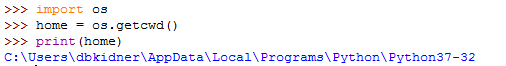 >>> import os
>>> home = os.getcwd()
>>> print(home)
C:\Users\dbkidner\AppData\Local\Programs\Python\Python37-32